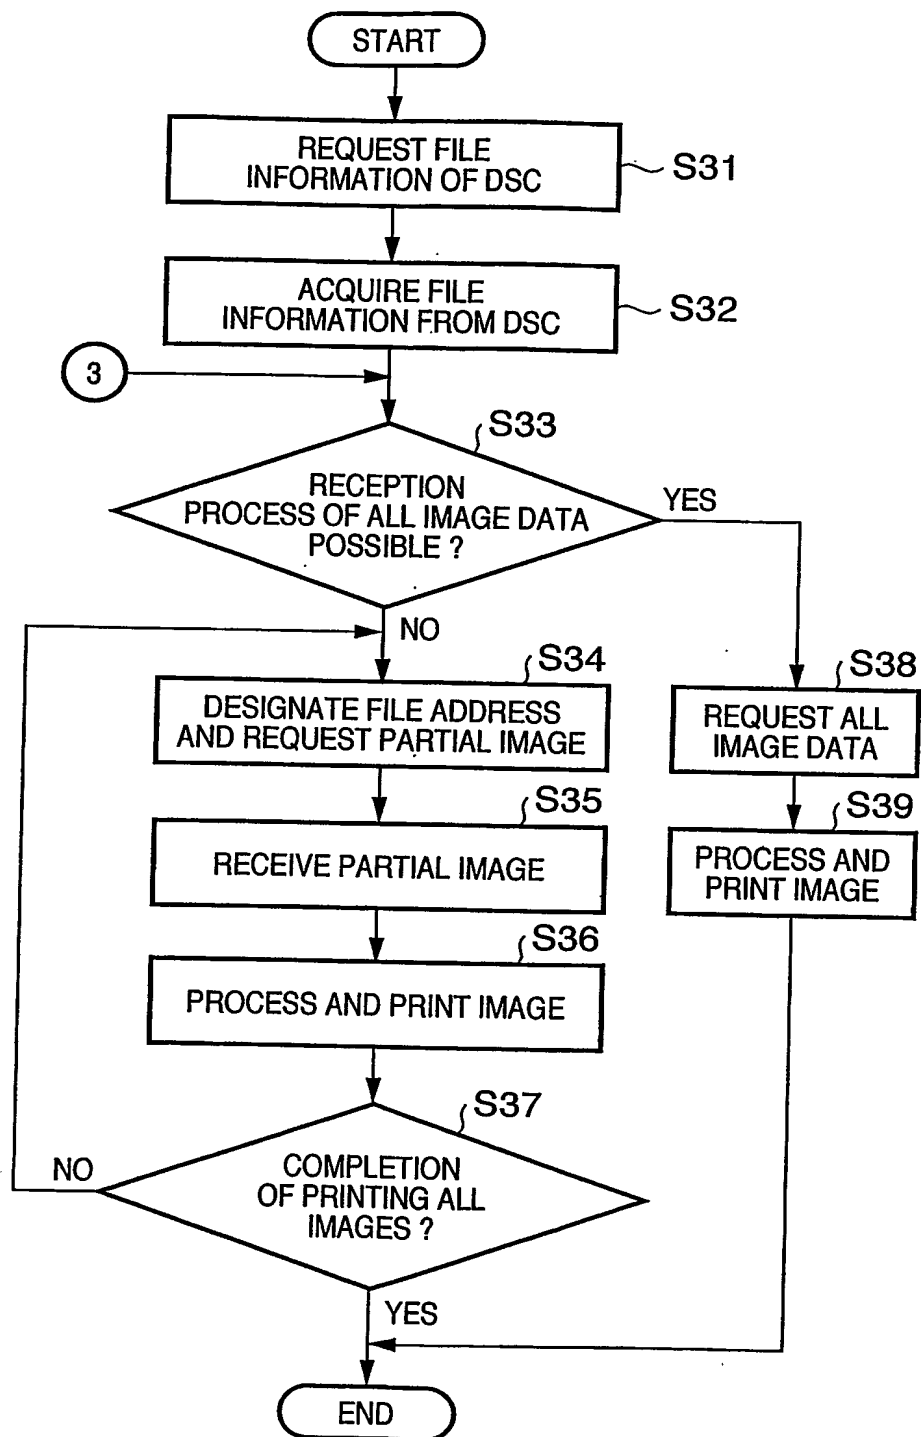 START
REQUEST FILE
INFORMATION OF DSC
S31
ACQUIRE FILE
INFORMATION FROM DSC
S32
3
S33
RECEPTION
PROCESS OF ALL IMAGE DATA
POSSIBLE ?
YES
NO
S34
DESIGNATE FILE ADDRESS
AND REQUEST PARTIAL IMAGE
S38
REQUEST ALL
IMAGE DATA
S35
RECEIVE PARTIAL IMAGE
S39
PROCESS AND
PRINT IMAGE
S36
PROCESS AND PRINT IMAGE
S37
COMPLETION
OF PRINTING ALL
IMAGES ?
NO
YES
END